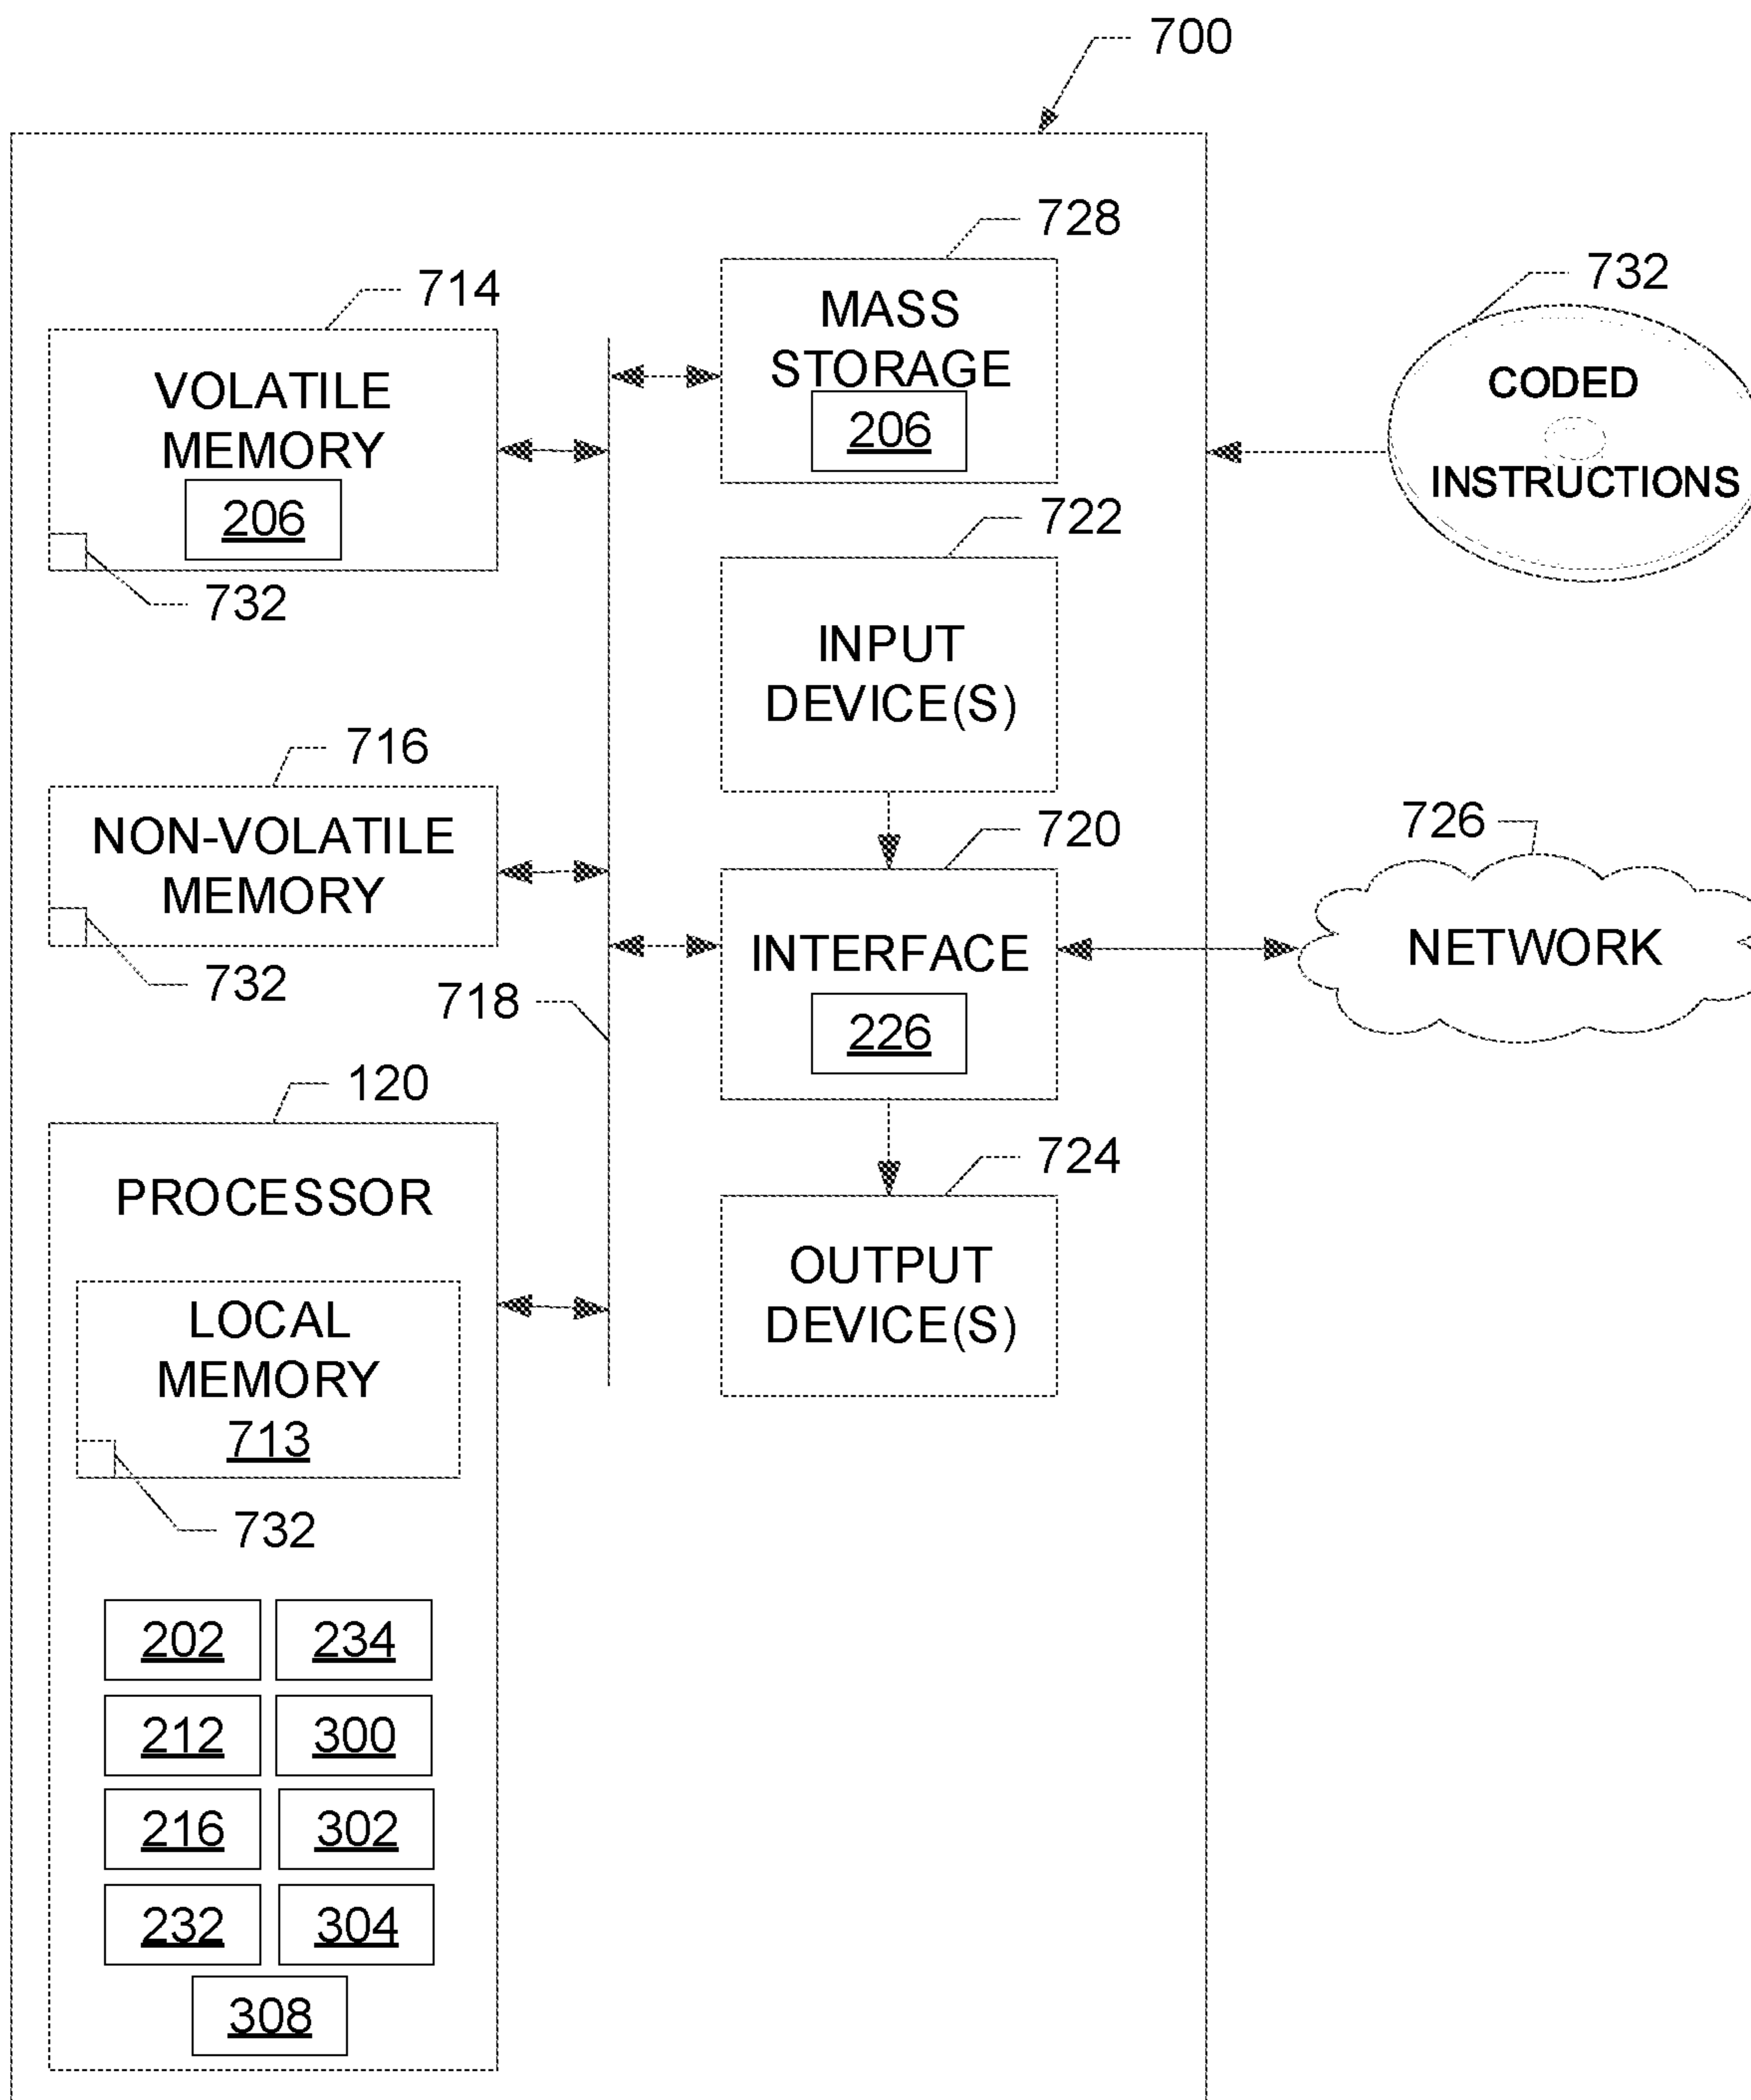 700
728
714
732
MASS
STORAGE
206
VOLATILE
MEMORY
206
732
CODED
INSTRUCTIONS
722
INPUT
DEVICE(S)
716
NON-VOLATILE
MEMORY
732
718
720
INTERFACE
226
726
NETWORK
120
PROCESSOR
LOCAL
MEMORY
713
732
724
OUTPUT
DEVICE(S)
202
234
212
300
216
302
232
304
308